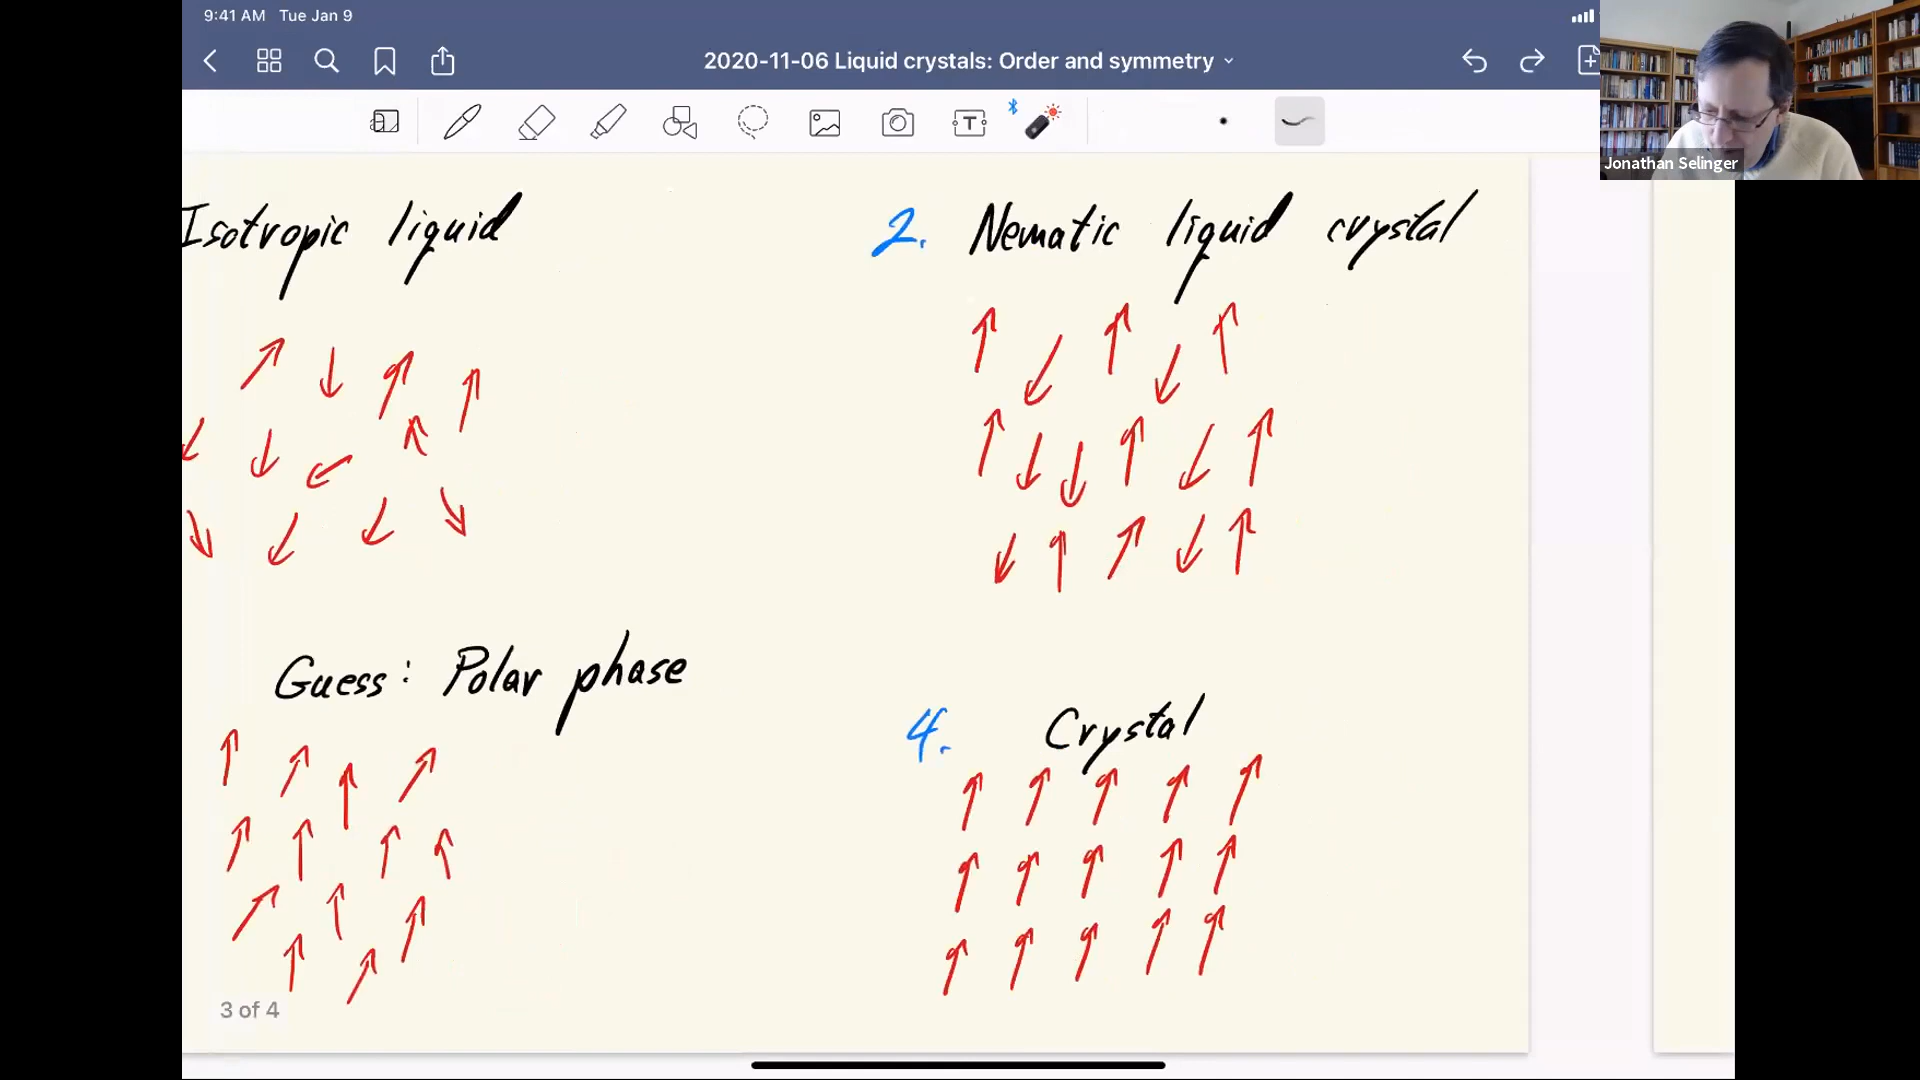 9:41 AM Tue Jan 9
2020-11-06 Liquid crystals: Order and symmetry
T
Jonathan Selinger
Isotropic liquid
2. Nematic liquid crystal
Guess: Polar phase
4. Crystal
3 of 4